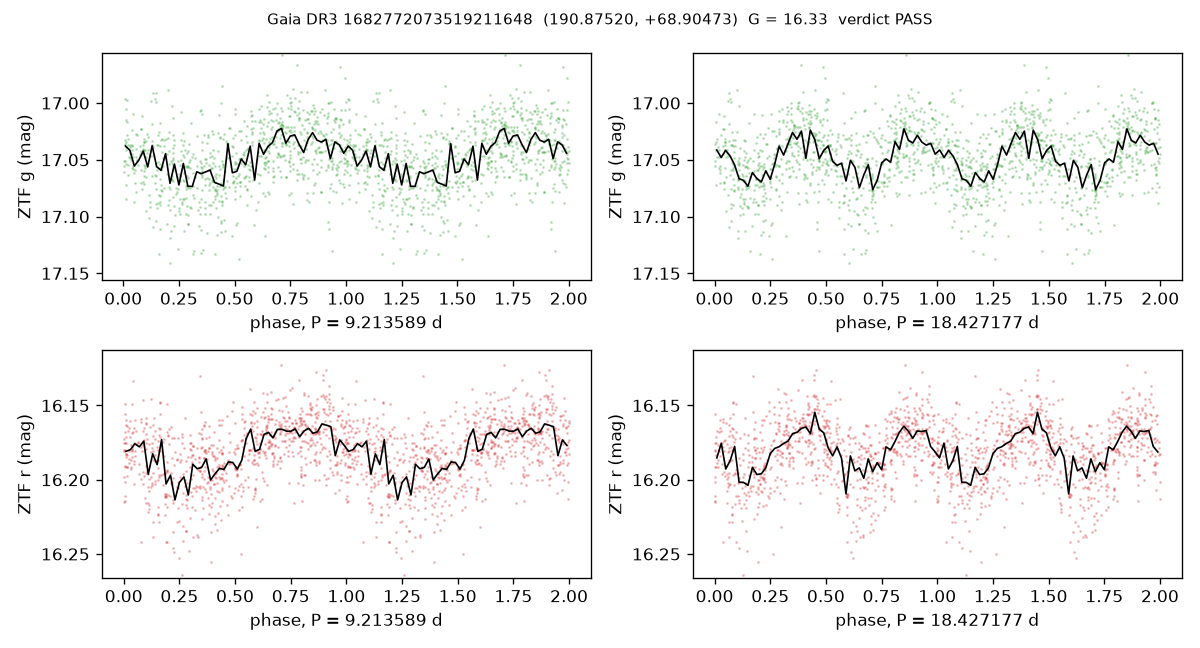 Gaia DR3 1682772073519211648  (190.87520, +68.90473)  G = 16.33  verdict PASS
ZTF g (mag)
17.00
17.05
17.10
17.15
0.00 0.25 0.50 0.75 1.00 1.25 1.50 1.75 2.00
phase, P = 9.213589 d
ZTF g (mag)
17.00
17.05
17.10
17.15
0.00 0.25 0.50 0.75 1.00 1.25 1.50 1.75 2.00
phase, P = 18.427177 d
ZTF r (mag)
16.15
16.20
16.25
0.00 0.25 0.50 0.75 1.00 1.25 1.50 1.75 2.00
phase, P = 9.213589 d
ZTF r (mag)
16.15
16.20
16.25
0.00 0.25 0.50 0.75 1.00 1.25 1.50 1.75 2.00
phase, P = 18.427177 d